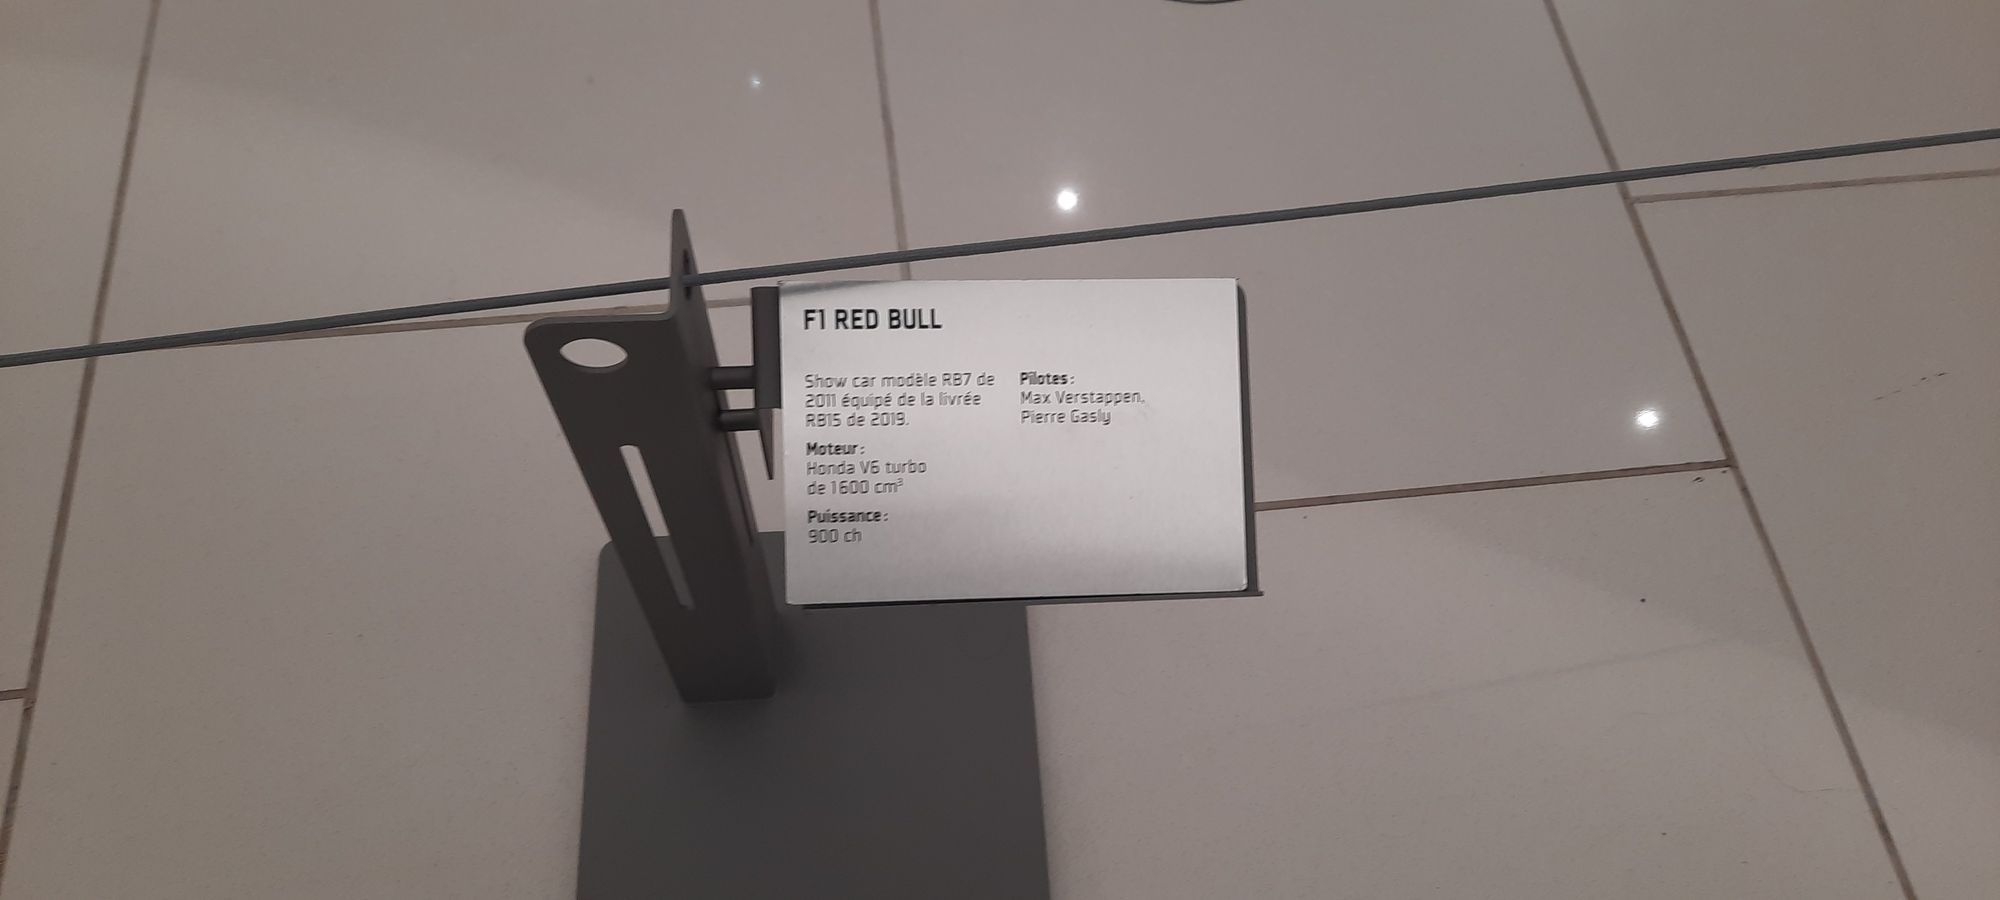 F1 RED BULL
Show car modèle RB7 de
2011 équipé de la livrée
RB15 de 2019.
Moteur :
Honda V6 turbo
de 1600 cm³
Puissance :
900 ch
Pilotes :
Max Verstappen,
Pierre Gasly